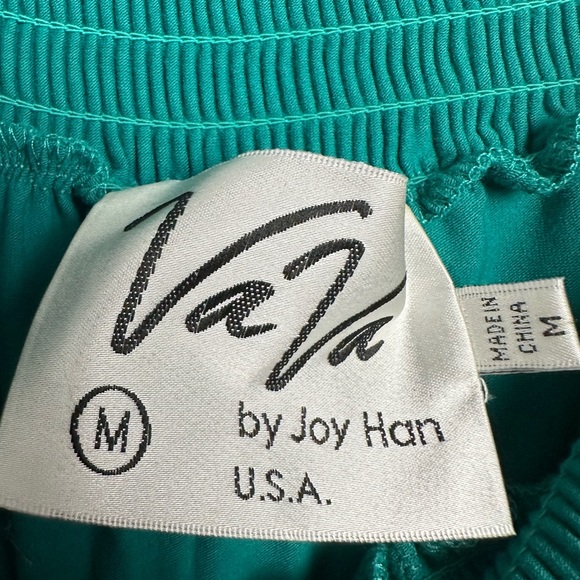 VaVa
by Joy Han
U.S.A.
M
MADE IN
CHINA
M